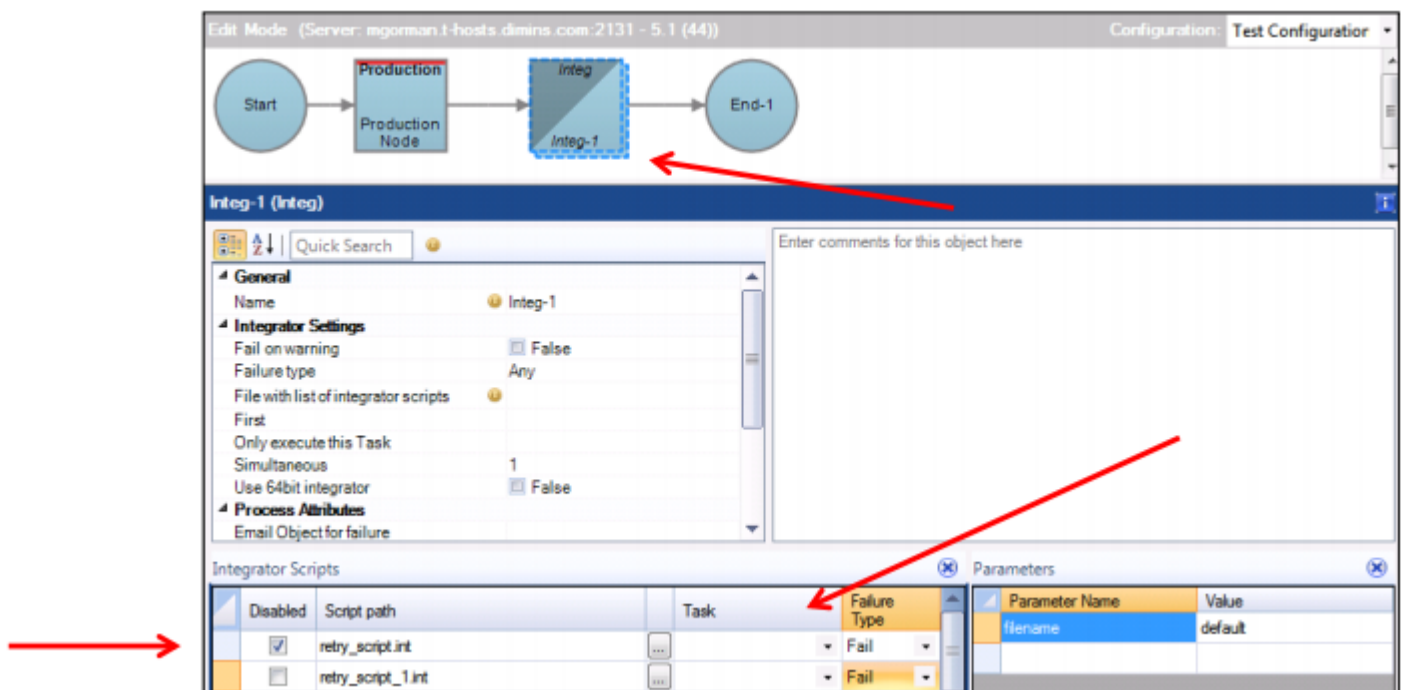 Edit Mode (Server: mgorman.t-hosts.dimins.com:2131 - 5.1 (44)) Configuration: Test Configuration
Start
Production
Production
Node
Integ
Integ-1
End-1
Integ-1 (Integ)
Quick Search
Enter comments for this object here
General
Name Integ-1
Integrator Settings
Fail on warning False
Failure type Any
File with list of integrator scripts
First
Only execute this Task
Simultaneous 1
Use 64bit integrator False
Process Attributes
Email Object for failure
Integrator Scripts
Disabled Script path Task Failure
Type
retry_script.int ... Fail
retry_script_1.int ... Fail
Parameters
Parameter Name Value
filename default